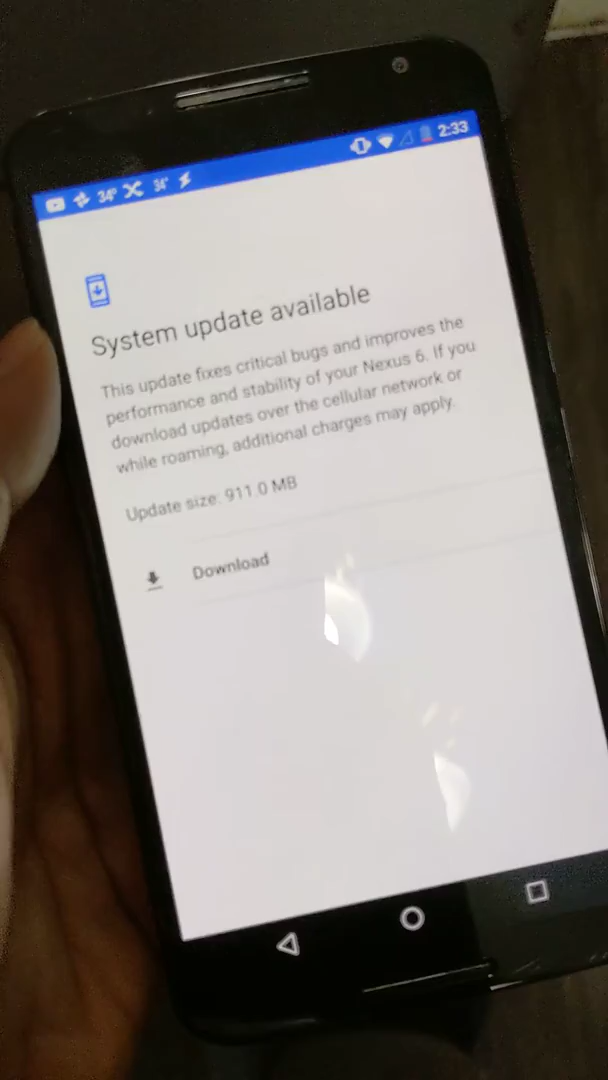 34° 34° 2:33
System update available
This update fixes critical bugs and improves the
performance and stability of your Nexus 6. If you
download updates over the cellular network or
while roaming, additional charges may apply.
Update size: 911.0 MB
Download